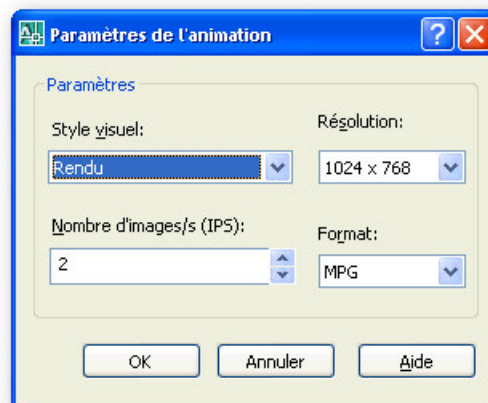 Paramètres de l'animation
Paramètres
Style visuel:
Résolution:
Rendu
1024 x 768
Nombre d'images/s (IPS):
Format:
2
MPG
OK
Annuler
Aide